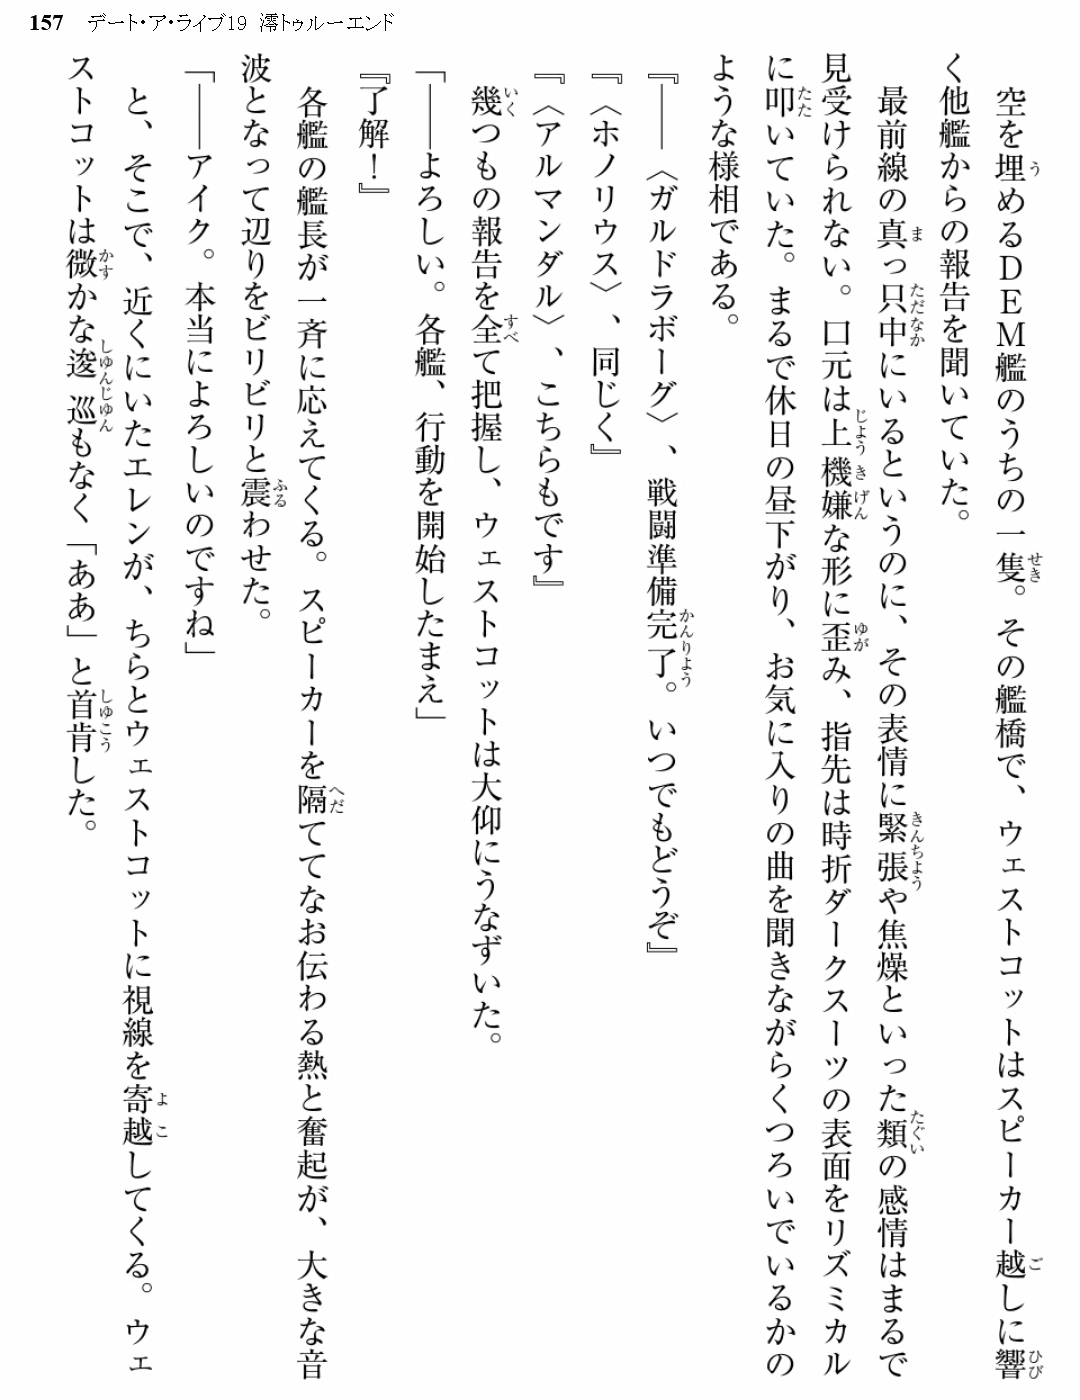 157 デート・ア・ライブ19 澪トゥルーエンド
空を埋めるＤＥＭ艦のうちの一隻。その艦橋で、ウェストコットはスピーカー越しに響
く他艦からの報告を聞いていた。
最前線の真っ只中にいるというのに、その表情に緊張や焦燥といった類の感情はまるで
見受けられない。口元は上機嫌な形に歪み、指先は時折ダークスーツの表面をリズミカル
に叩いていた。まるで休日の昼下がり、お気に入りの曲を聞きながらくつろいでいるかの
ような様相である。
『――〈ガルドラボーグ〉、戦闘準備完了。いつでもどうぞ』
『〈ホノリウス〉、同じく』
『〈アルマンダル〉、こちらもです』
幾つもの報告を全て把握し、ウェストコットは大仰にうなずいた。
「――よろしい。各艦、行動を開始したまえ」
『了解！』
各艦の艦長が一斉に応えてくる。スピーカーを隔ててなお伝わる熱と奮起が、大きな音
波となって辺りをビリビリと震わせた。
「――アイク。本当によろしいのですね」
と、そこで、近くにいたエレンが、ちらとウェストコットに視線を寄越してくる。ウェ
ストコットは微かな逡巡もなく「ああ」と首肯した。